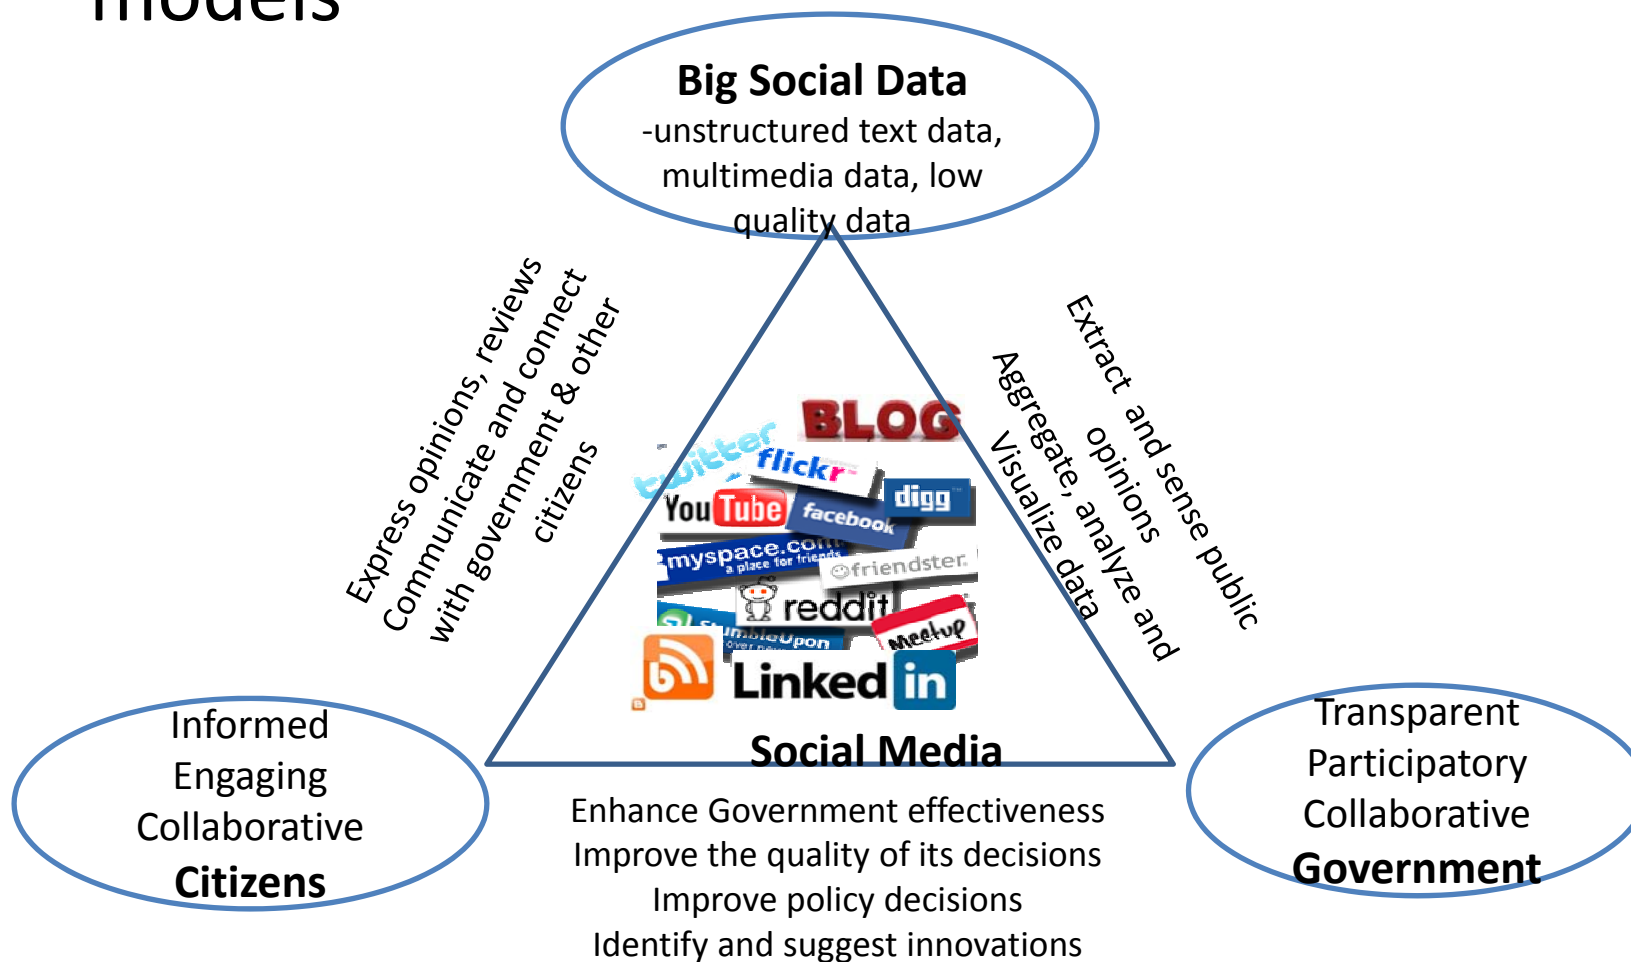 models
Big Social Data
-unstructured text data,
multimedia data, low
quality data
Express opinions, reviews
Communicate and connect
with government & other
citizens
Extract and sense public
opinions
Aggregate, analyze and
Visualize data
BLOG
twitter
flickr
digg
YouTube
facebook
myspace.com
a place for friends
friendster.
reddit
StumbleUpon
Meetup
Linked in
Social Media
Informed
Engaging
Collaborative
Citizens
Transparent
Participatory
Collaborative
Government
Enhance Government effectiveness
Improve the quality of its decisions
Improve policy decisions
Identify and suggest innovations